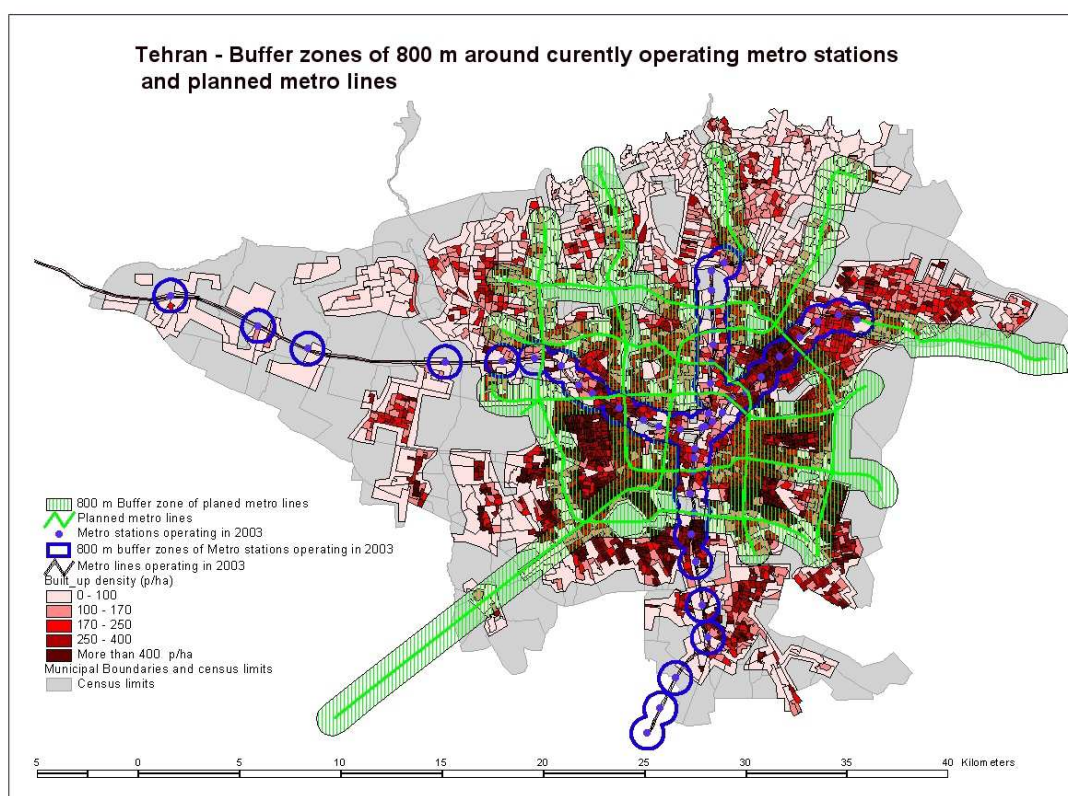 Tehran - Buffer zones of 800 m around curently operating metro stations
and planned metro lines
800 m Buffer zone of planed metro lines
Planned metro lines
Metro stations operating in 2003
800 m buffer zones of Metro stations operating in 2003
Metro lines operating in 2003
Built_up density (p/ha)
0 - 100
100 - 170
170 - 250
250 - 400
More than 400 p/ha
Municipal Boundaries and census limits
Census limits
5 0 5 10 15 20 25 30 35 40 Kilometers